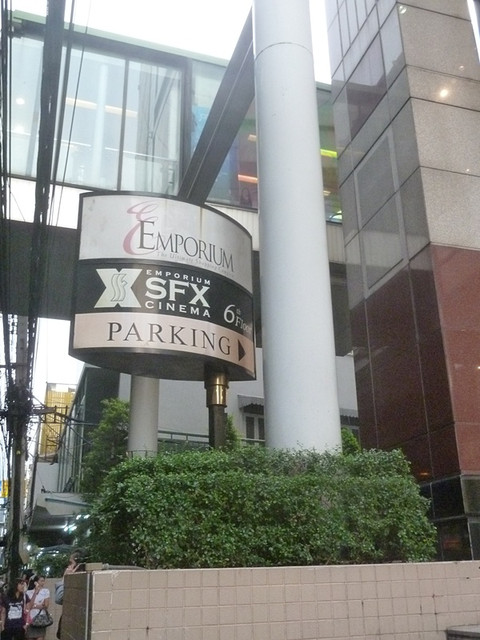 EMPORIUM
EMPORIUM
SFX
CINEMA
6th Floor
PARKING